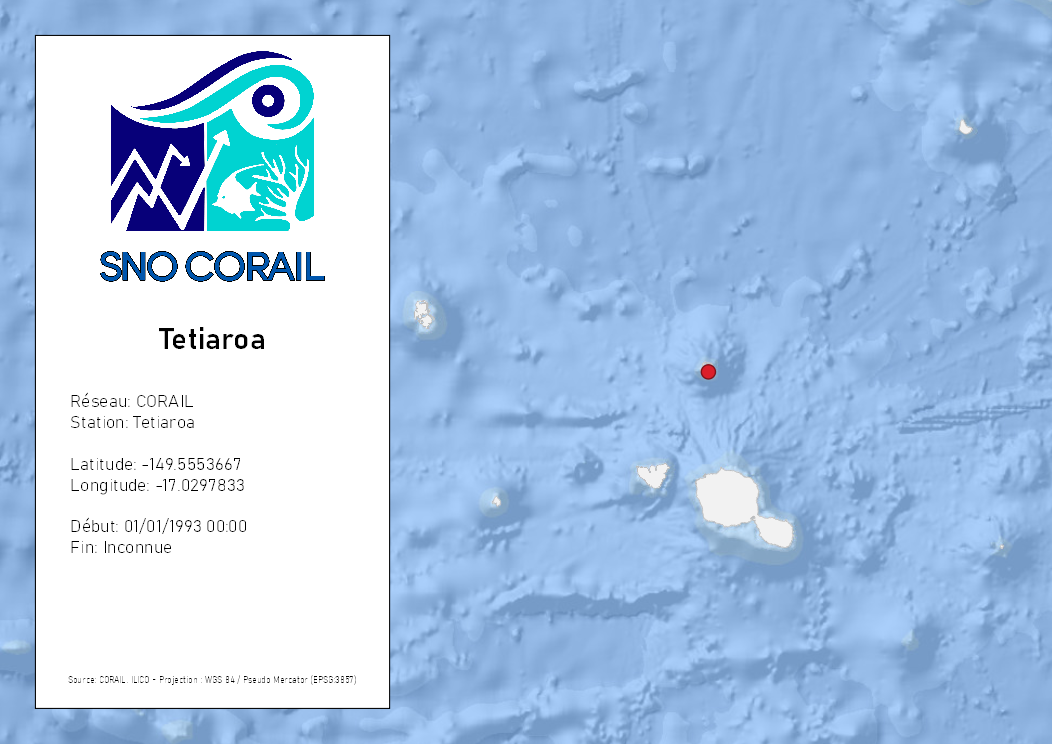 SNO CORAIL
Tetiaroa
Réseau: CORAIL
Station: Tetiaroa
Latitude: -149.5553667
Longitude: -17.0297833
Début: 01/01/1993 00:00
Fin: Inconnue
Source: CORAIL, ILICO - Projection : WGS 84 / Pseudo Mercator (EPSG:3857)